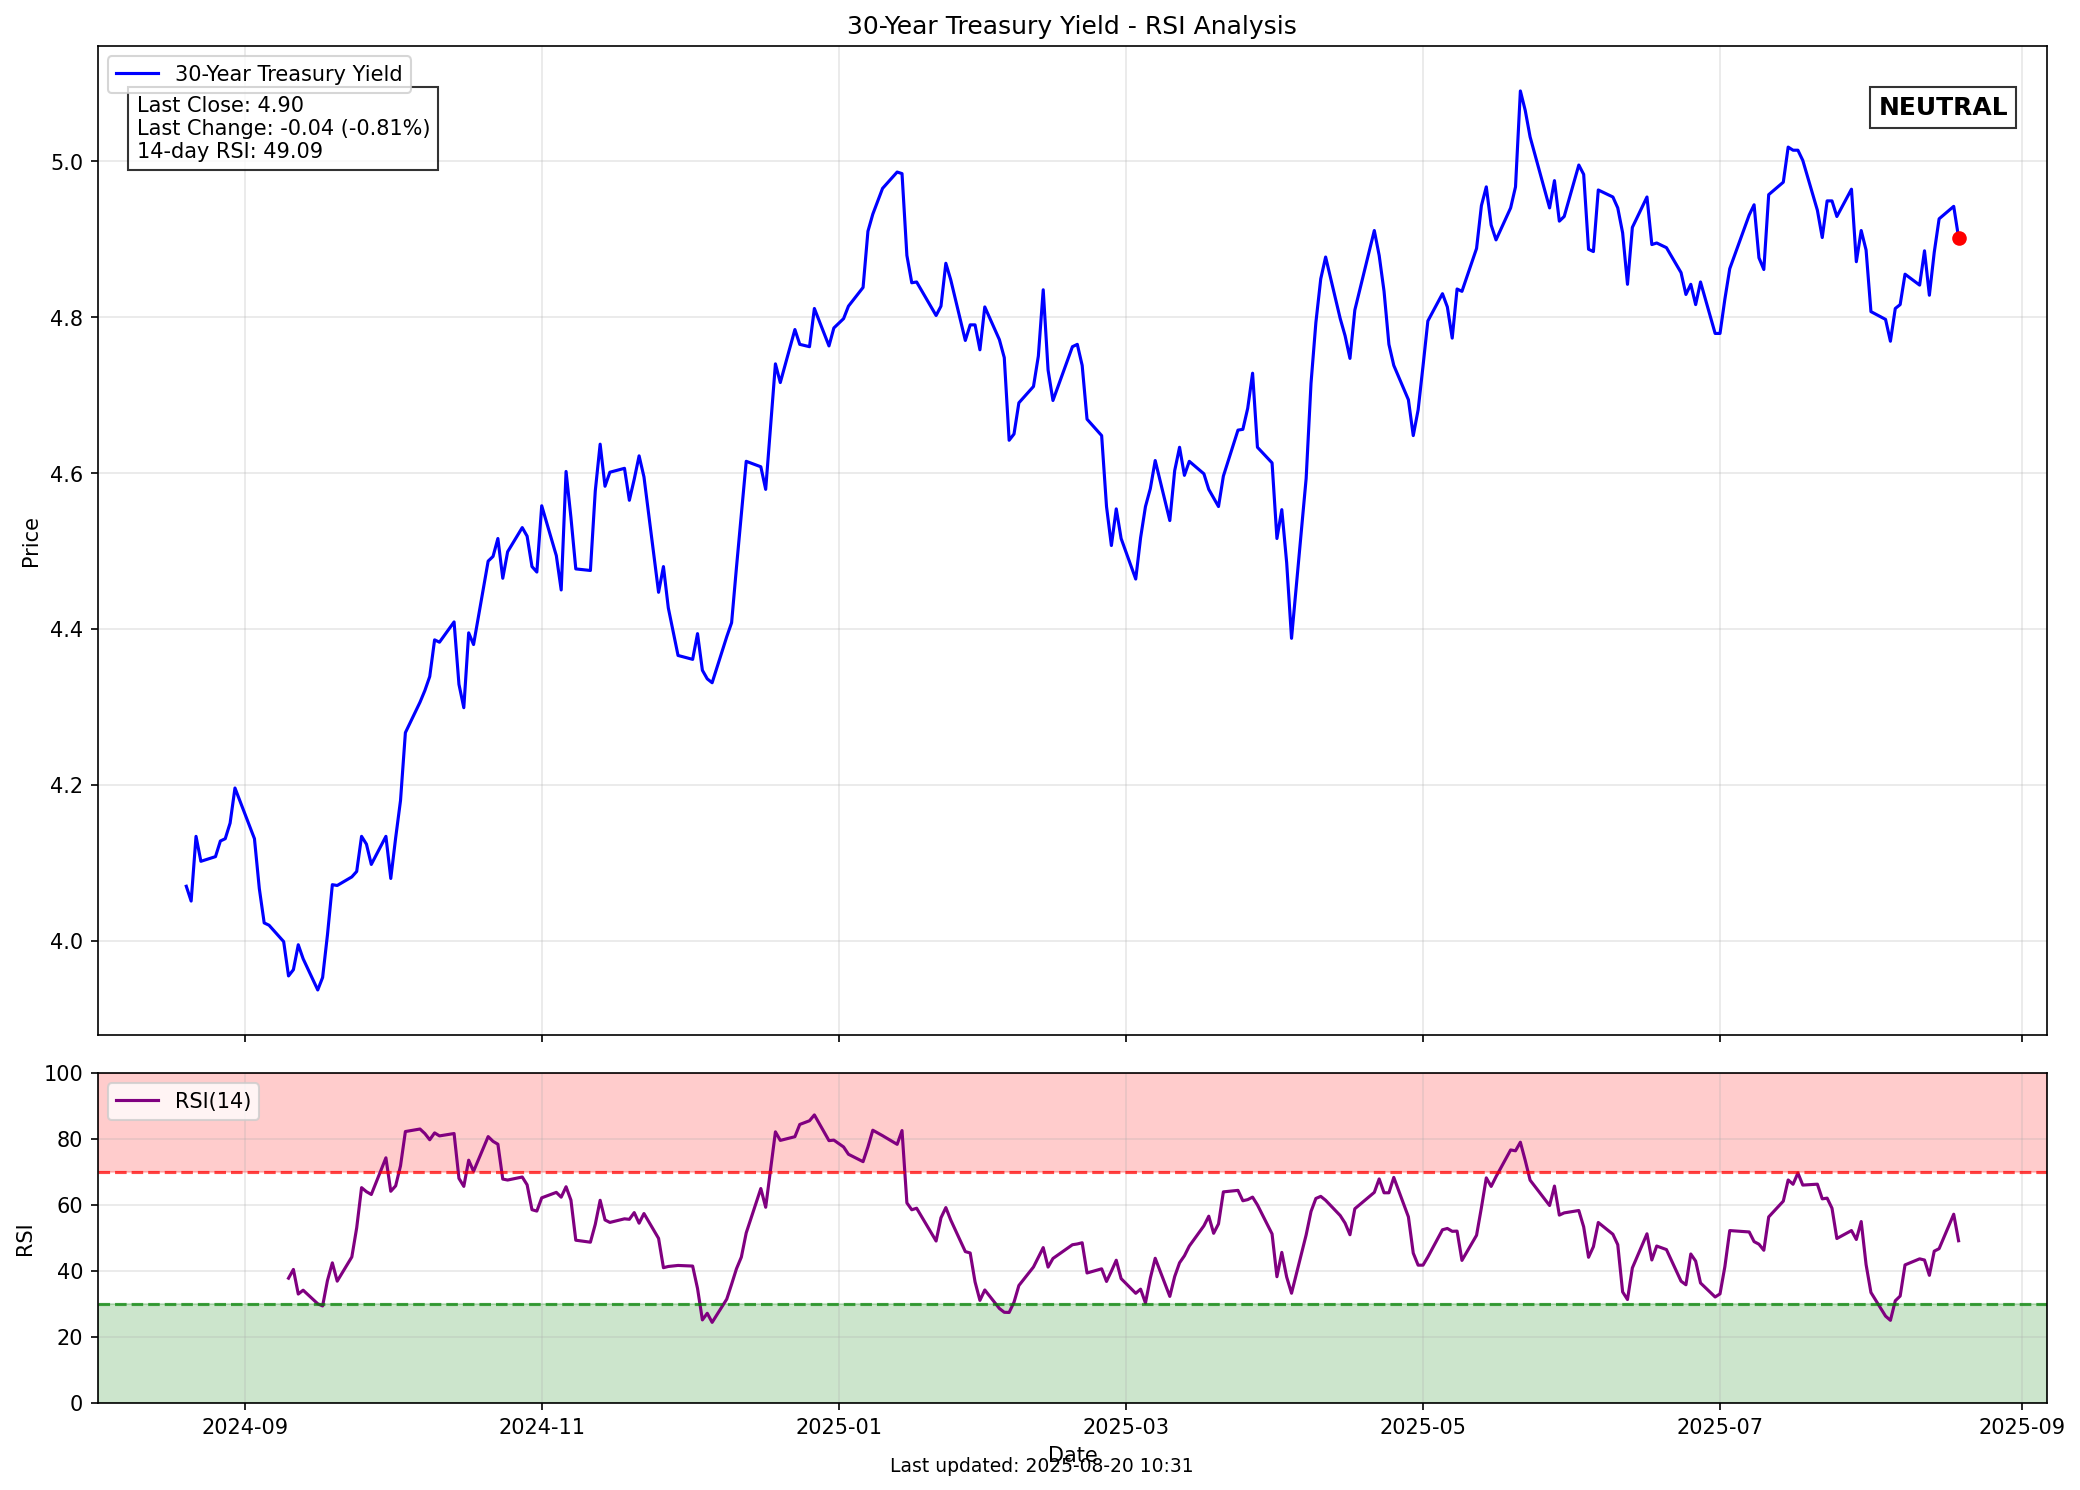 30-Year Treasury Yield - RSI Analysis
30-Year Treasury Yield
Last Close: 4.90
Last Change: -0.04 (-0.81%)
14-day RSI: 49.09
NEUTRAL
Price
5.0
4.8
4.6
4.4
4.2
4.0
RSI(14)
RSI
100
80
60
40
20
0
2024-09
2024-11
2025-01
2025-03
2025-05
2025-07
2025-09
Date
Last updated: 2025-08-20 10:31